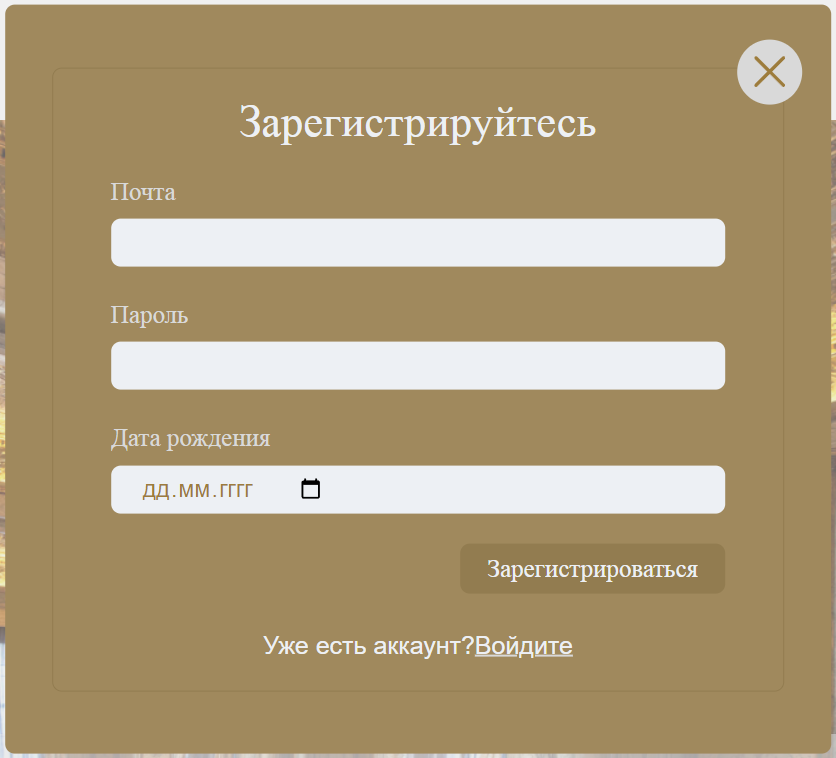 Зарегистрируйтесь
Почта
Пароль
Дата рождения
ДД.ММ.ГГГГ
Зарегистрироваться
Уже есть аккаунт?Войдите